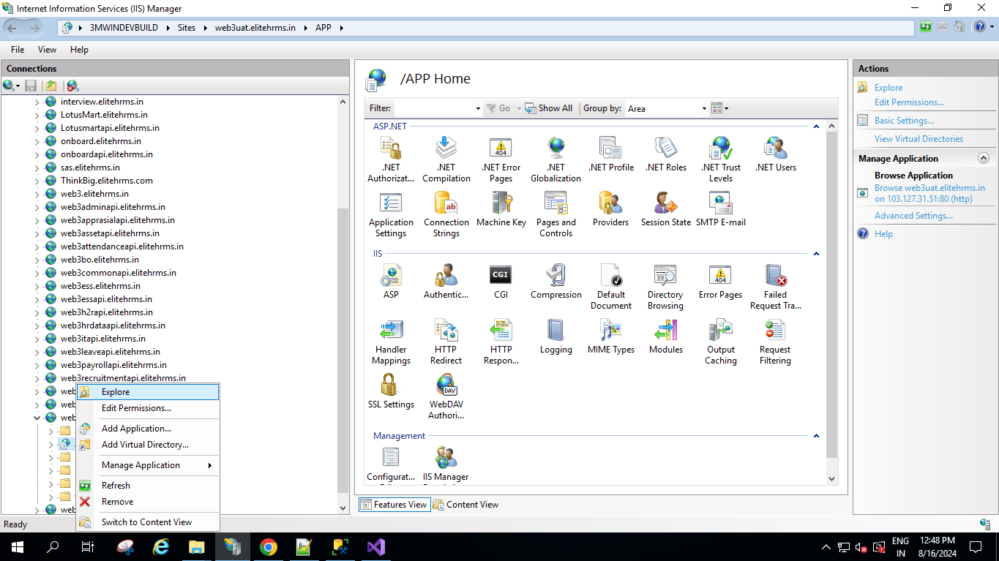 Internet Information Services (IIS) Manager
3MWINDEVBUILD Sites web3uat.elitehrms.in APP
File View Help
Connections
interview.elitehrms.in
LotusMart.elitehrms.in
Lotusmartapi.elitehrms.in
onboard.elitehrms.in
onboardapi.elitehrms.in
sas.elitehrms.in
ThinkBig.elitehrms.com
web3.elitehrms.in
web3adminapi.elitehrms.in
web3apprasialapi.elitehrms.in
web3assetapi.elitehrms.in
web3attendanceapi.elitehrms.in
web3bo.elitehrms.in
web3commonapi.elitehrms.in
web3ess.elitehrms.in
web3essapi.elitehrms.in
web3h2rapi.elitehrms.in
web3hrdataapi.elitehrms.in
web3itapi.elitehrms.in
web3leaveapi.elitehrms.in
web3payrollapi.elitehrms.in
web3recruitmentapi.elitehrms.in
web
web
web
web
Explore
Edit Permissions...
Add Application...
Add Virtual Directory...
Manage Application
Refresh
Remove
Switch to Content View
/APP Home
Filter: Go Show All Group by: Area
ASP.NET
.NET Authorizat...
.NET Compilation
.NET Error Pages
.NET Globalization
.NET Profile
.NET Roles
.NET Trust Levels
.NET Users
Application Settings
Connection Strings
Machine Key
Pages and Controls
Providers
Session State
SMTP E-mail
IIS
ASP
Authentic...
CGI
CGI
Compression
Default Document
Directory Browsing
404
Error Pages
Failed Request Tra...
Handler Mappings
HTTP Redirect
HTTP Respon...
Logging
MIME Types
Modules
Output Caching
Request Filtering
SSL Settings
DAV
WebDAV Authori...
Management
Configurat...
IIS Manager
Features View
Content View
Actions
Explore
Edit Permissions...
Basic Settings...
View Virtual Directories
Manage Application
Browse Application
Browse web3uat.elitehrms.in
on 103.127.31.51:80 (http)
Advanced Settings...
Help
Ready
ENG
IN
12:48 PM
8/16/2024